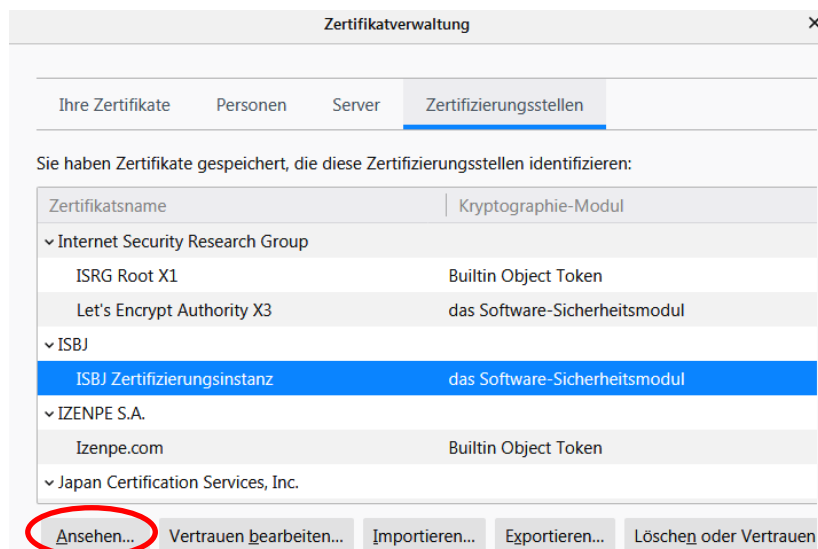 Zertifikatverwaltung
Ihre Zertifikate Personen Server Zertifizierungsstellen
Sie haben Zertifikate gespeichert, die diese Zertifizierungsstellen identifizieren:
Zertifikatsname Kryptographie-Modul
Internet Security Research Group
ISRG Root X1 Builtin Object Token
Let's Encrypt Authority X3 das Software-Sicherheitsmodul
ISBJ
ISBJ Zertifizierungsinstanz das Software-Sicherheitsmodul
IZENPE S.A.
Izenpe.com Builtin Object Token
Japan Certification Services, Inc.
Ansehen... Vertrauen bearbeiten... Importieren... Exportieren... Löschen oder Vertrauen